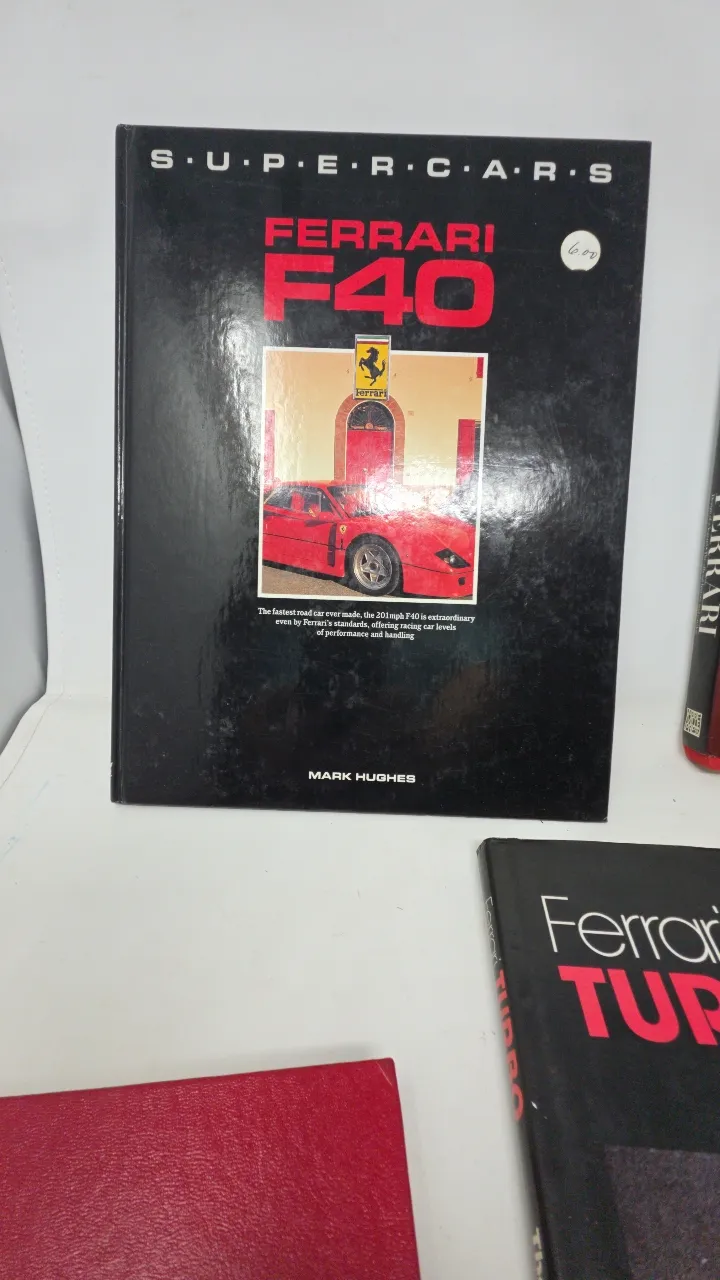 S·U·P·E·R·C·A·R·S
FERRARI
F40
6.00
Ferrari
The fastest road car ever made, the 201mph F40 is extraordinary
even by Ferrari's standards, offering racing car levels
of performance and handling
MARK HUGHES
Ferrari
TUR
Ferrari TURBO